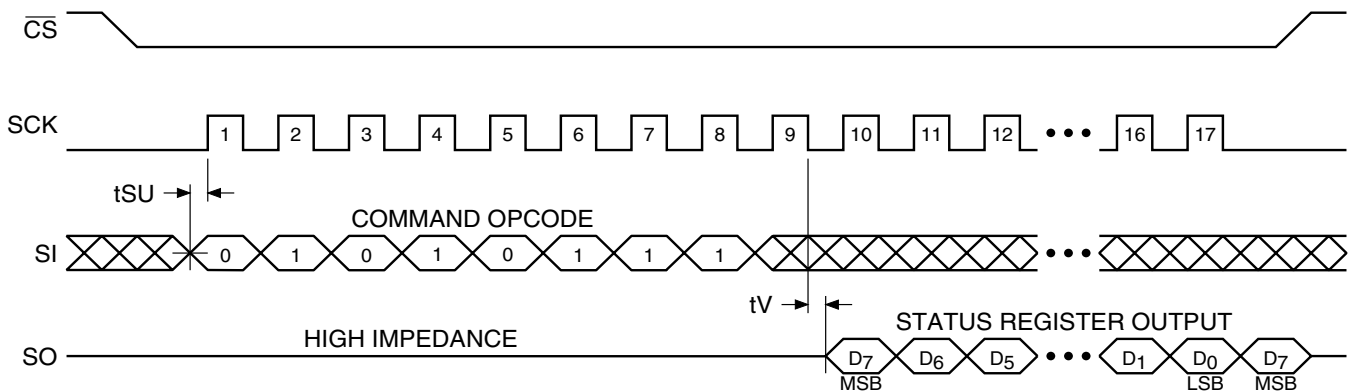 CS
SCK 1 2 3 4 5 6 7 8 9 10 11 12 ••• 16 17
tSU
COMMAND OPCODE
SI 0 1 0 1 0 1 1 1 •••
tV
HIGH IMPEDANCE STATUS REGISTER OUTPUT
SO D7 D6 D5 ••• D1 D0 D7
MSB LSB MSB